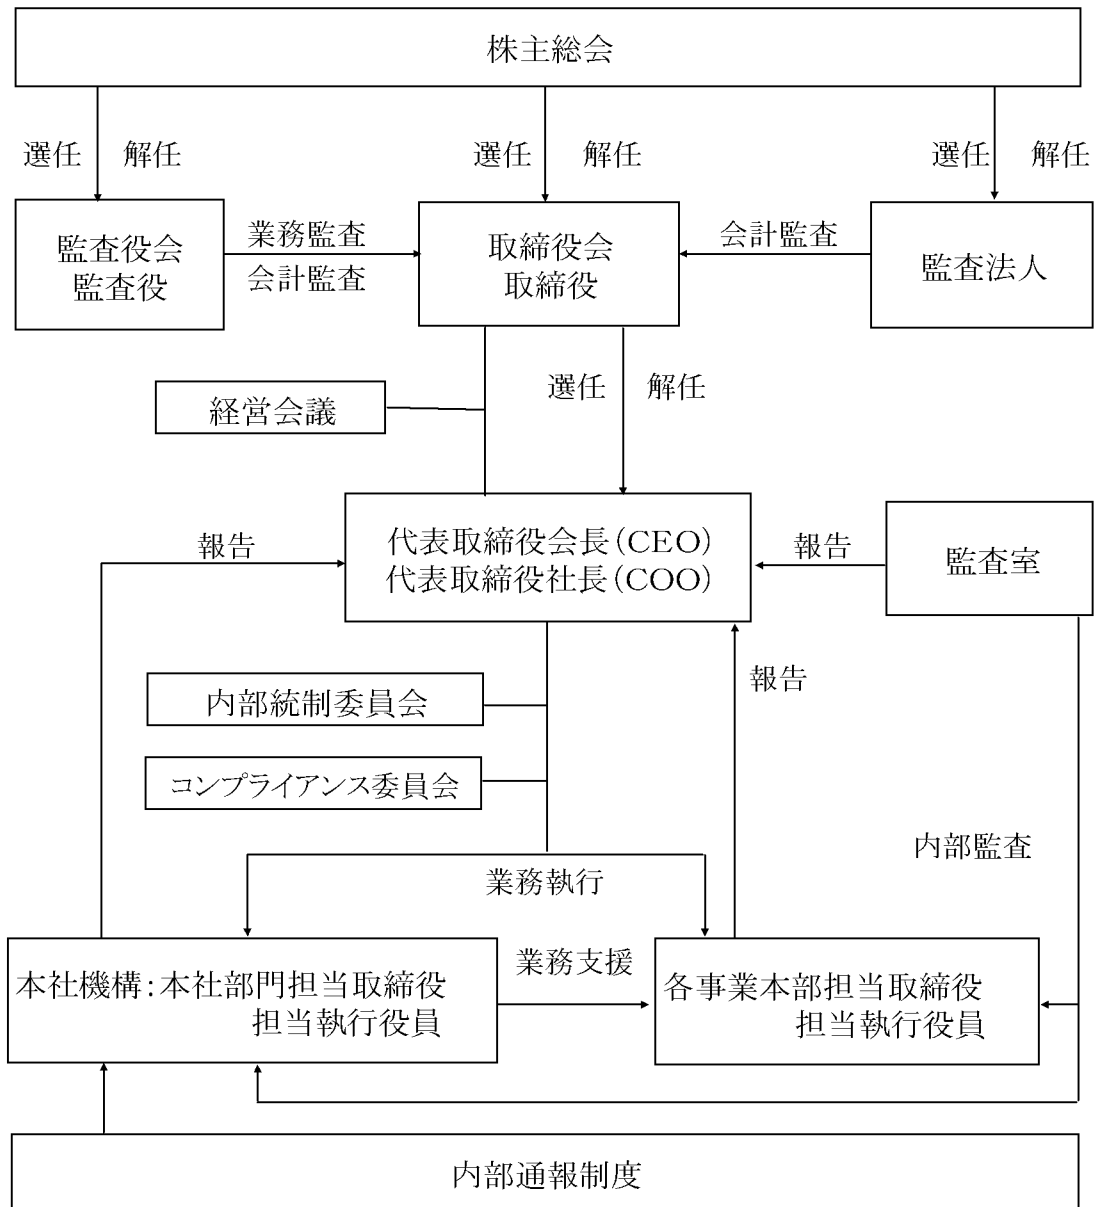 株主総会
選任 解任
選任 解任
選任 解任
監査役会
監査役
業務監査
会計監査
取締役会
取締役
会計監査
監査法人
選任 解任
経営会議
代表取締役会長(CEO)
代表取締役社長(COO)
報告
報告
監査室
報告
内部統制委員会
コンプライアンス委員会
内部監査
業務執行
本社機構:本社部門担当取締役
担当執行役員
業務支援
各事業本部担当取締役
担当執行役員
内部通報制度